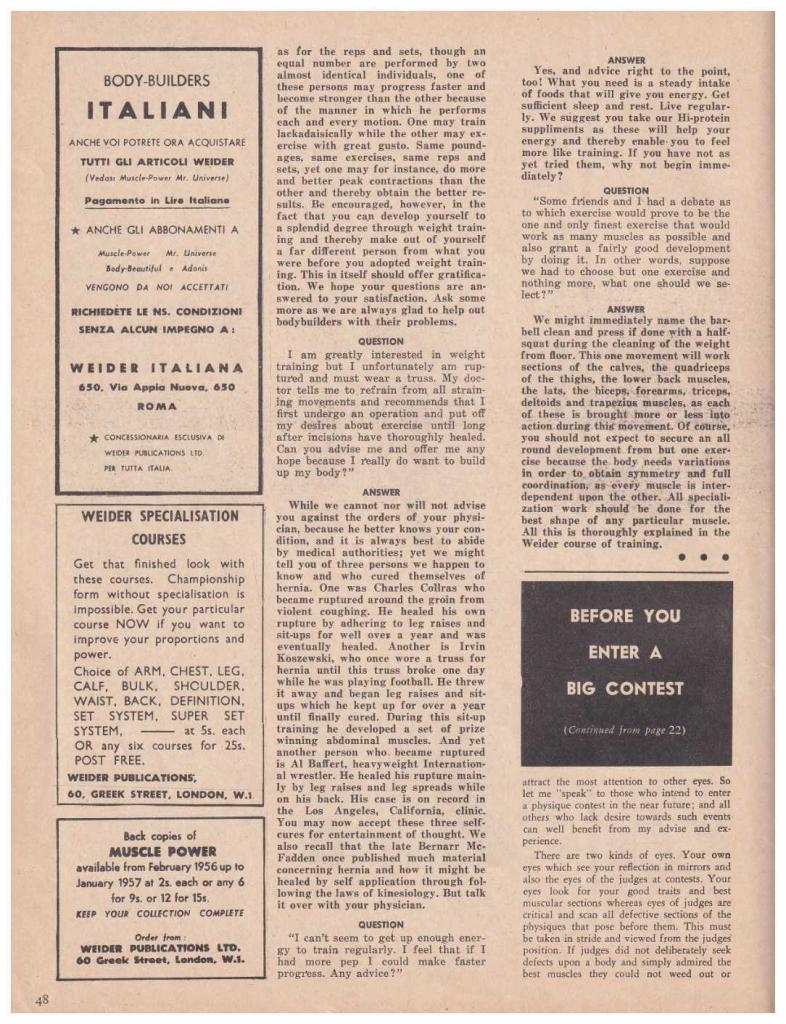 BODY-BUILDERS
ITALIANI
ANCHE VOI POTRETE ORA ACQUISTARE
TUTTI GLI ARTICOLI WEIDER
(Vedasi Muscle-Power Mr. Universe)
Pagamento in Lire Italiane
★ ANCHE GLI ABBONAMENTI A
Muscle-Power Mr. Universe
Body-Beautiful e Adonis
VENGONO DA NOI ACCETTATI
RICHIEDETE LE NS. CONDIZIONI
SENZA ALCUN IMPEGNO A :
WEIDER ITALIANA
650, Via Appia Nuova, 650
ROMA
★ CONCESSIONARIA ESCLUSIVA DI
WEIDER PUBLICATIONS LTD.
PER TUTTA ITALIA.
WEIDER SPECIALISATION
COURSES
Get that finished look with
these courses. Championship
form without specialisation is
impossible. Get your particular
course NOW if you want to
improve your proportions and
power.
Choice of ARM, CHEST, LEG,
CALF, BULK, SHOULDER,
WAIST, BACK, DEFINITION,
SET SYSTEM, SUPER SET
SYSTEM, —— at 5s. each
OR any six courses for 25s.
POST FREE.
WEIDER PUBLICATIONS,
60, GREEK STREET, LONDON, W.1.
Back copies of
MUSCLE POWER
available from February 1956 up to
January 1957 at 2s. each or any 6
for 9s. or 12 for 15s.
KEEP YOUR COLLECTION COMPLETE
Order from :
WEIDER PUBLICATIONS LTD.
60 Greek Street, London, W.1.
48
as for the reps and sets, though an
equal number are performed by two
almost identical individuals, one of
these persons may progress faster and
become stronger than the other because
of the manner in which he performs
each and every motion. One may train
lackadaisically while the other may ex-
ercise with great gusto. Same pound-
ages, same exercises, same reps and
sets, yet one may for instance, do more
and better peak contractions than the
other and thereby obtain the better re-
sults. Be encouraged, however, in the
fact that you can develop yourself to
a splendid degree through weight train-
ing and thereby make out of yourself
a far different person from what you
were before you adopted weight train-
ing. This in itself should offer gratifica-
tion. We hope your questions are an-
swered to your satisfaction. Ask some
more as we are always glad to help out
bodybuilders with their problems.
QUESTION
I am greatly interested in weight
training but I unfortunately am rup-
tured and must wear a truss. My doc-
tor tells me to refrain from all strain-
ing movements and recommends that I
first undergo an operation and put off
my desires about exercise until long
after incisions have thoroughly healed.
Can you advise me and offer me any
hope because I really do want to build
up my body?"
ANSWER
While we cannot nor will not advise
you against the orders of your physi-
cian, because he better knows your con-
dition, and it is always best to abide
by medical authorities; yet we might
tell you of three persons we happen to
know and who cured themselves of
hernia. One was Charles Collras who
became ruptured around the groin from
violent coughing. He healed his own
rupture by adhering to leg raises and
sit-ups for well over a year and was
eventually healed. Another is Irvin
Koszewski, who once wore a truss for
hernia until this truss broke one day
while he was playing football. He threw
it away and began leg raises and sit-
ups which he kept up for over a year
until finally cured. During this sit-up
training he developed a set of prize
winning abdominal muscles. And yet
another person who became ruptured
is Al Baffert, heavyweight Internation-
al wrestler. He healed his rupture main-
ly by leg raises and leg spreads while
on his back. His case is on record in
the Los Angeles, California, clinic.
You may now accept these three self-
cures for entertainment of thought. We
also recall that the late Bernarr Mc-
Fadden once published much material
concerning hernia and how it might be
healed by self application through fol-
lowing the laws of kinesiology. But talk
it over with your physician.
QUESTION
"I can't seem to get up enough ener-
gy to train regularly. I feel that if I
had more pep I could make faster
progress. Any advice?"
ANSWER
Yes, and advice right to the point,
too! What you need is a steady intake
of foods that will give you energy. Get
sufficient sleep and rest. Live regular-
ly. We suggest you take our Hi-protein
suppliments as these will help your
energy and thereby enable you to feel
more like training. If you have not as
yet tried them, why not begin imme-
diately?
QUESTION
"Some friends and I had a debate as
to which exercise would prove to be the
one and only finest exercise that would
work as many muscles as possible and
also grant a fairly good development
by doing it. In other words, suppose
we had to choose but one exercise and
nothing more, what one should we se-
lect?"
ANSWER
We might immediately name the bar-
bell clean and press if done with a half-
squat during the cleaning of the weight
from floor. This one movement will work
sections of the calves, the quadriceps
of the thighs, the lower back muscles,
the lats, the biceps, forearms, triceps,
deltoids and trapezius muscles, as each
of these is brought more or less into
action during this movement. Of course,
you should not expect to secure an all
round development from but one exer-
cise because the body needs variations
in order to obtain symmetry and full
coordination, as every muscle is inter-
dependent upon the other. All speciali-
zation work should be done for the
best shape of any particular muscle.
All this is thoroughly explained in the
Weider course of training.
● ● ●
BEFORE YOU
ENTER A
BIG CONTEST
(Continued from page 22)
attract the most attention to other eyes. So
let me "speak" to those who intend to enter
a physique contest in the near future; and all
others who lack desire towards such events
can well benefit from my advise and ex-
perience.
There are two kinds of eyes. Your own
eyes which see your reflection in mirrors and
also the eyes of the judges at contests. Your
eyes look for your good traits and best
muscular sections whereas eyes of judges are
critical and scan all defective sections of the
physiques that pose before them. This must
be taken in stride and viewed from the judges'
position. If judges did not deliberately seek
defects upon a body and simply admired the
best muscles they could not weed out or